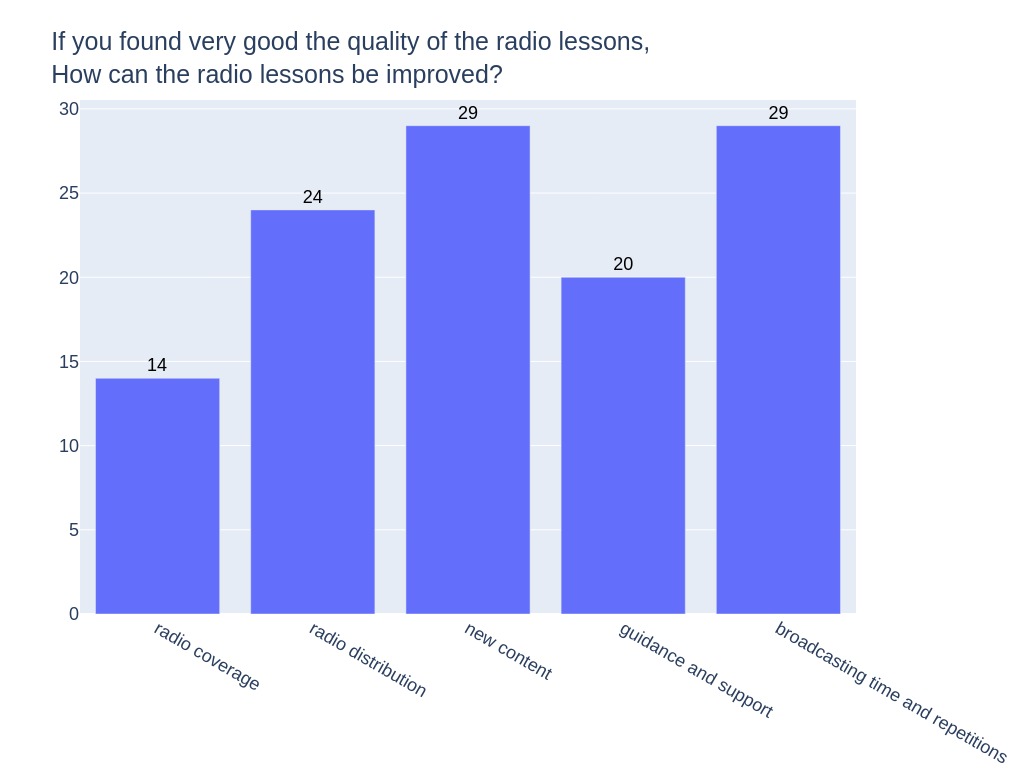 If you found very good the quality of the radio lessons,
How can the radio lessons be improved?
30
25
20
15
10
5
0
14
24
29
20
29
radio coverage
radio distribution
new content
guidance and support
broadcasting time and repetitions